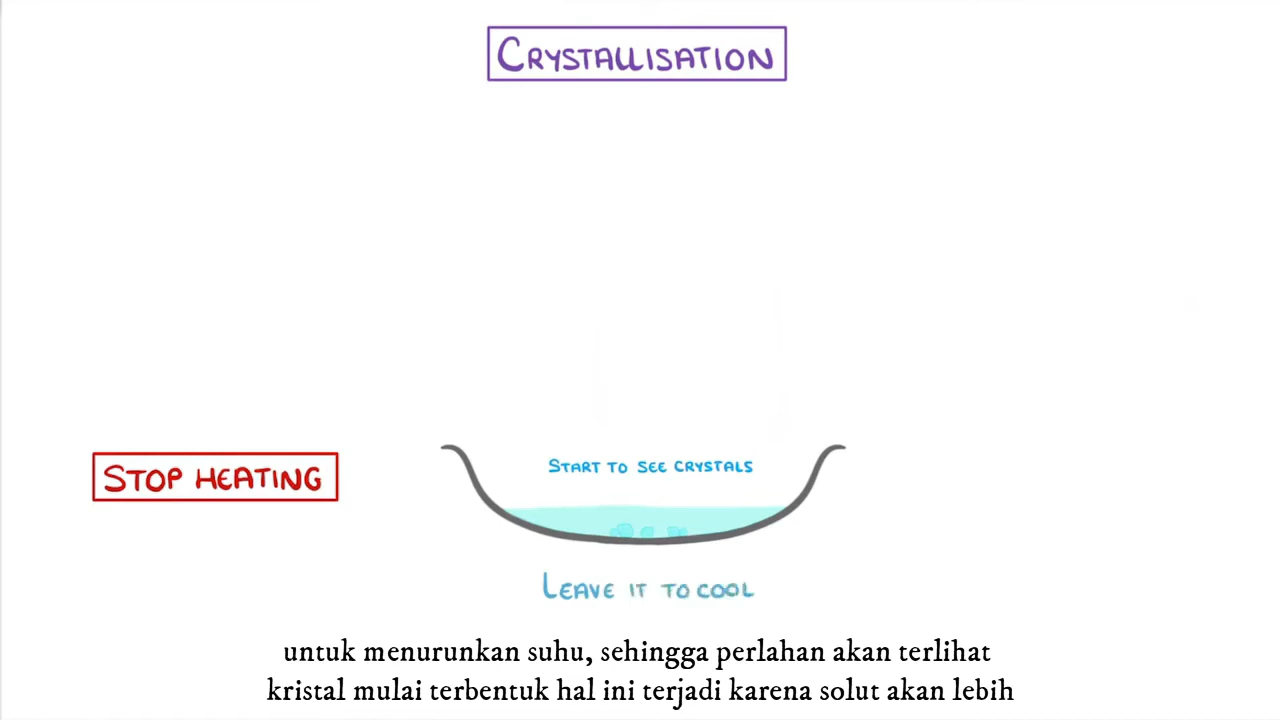 CRYSTALLISATION
START TO SEE CRYSTALS
STOP HEATING
LEAVE IT TO COOL
untuk menurunkan suhu, sehingga perlahan akan terlihat
kristal mulai terbentuk hal ini terjadi karena solut akan lebih